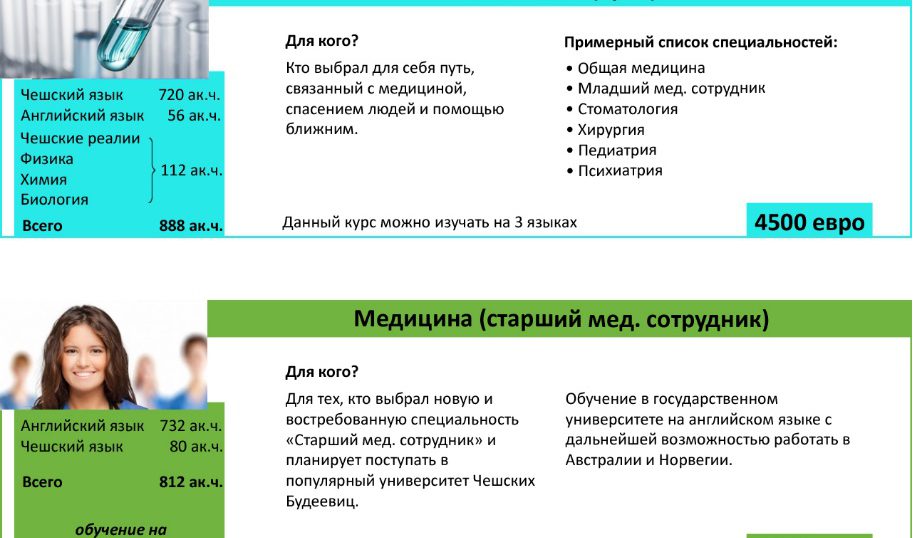 Для кого?
Кто выбрал для себя путь,
связанный с медициной,
спасением людей и помощью
ближним.
Примерный список специальностей:
• Общая медицина
• Младший мед. сотрудник
• Стоматология
• Хирургия
• Педиатрия
• Психиатрия
Чешский язык 720 ак.ч.
Английский язык 56 ак.ч.
Чешские реалии
Физика
Химия
Биология
112 ак.ч.
Всего 888 ак.ч.
Данный курс можно изучать на 3 языках
4500 евро
Медицина (старший мед. сотрудник)
Для кого?
Для тех, кто выбрал новую и
востребованную специальность
«Старший мед. сотрудник» и
планирует поступать в
популярный университет Чешских
Будеевиц.
Обучение в государственном
университете на английском языке с
дальнейшей возможностью работать в
Австралии и Норвегии.
Английский язык 732 ак.ч.
Чешский язык 80 ак.ч.
Всего 812 ак.ч.
обучение на